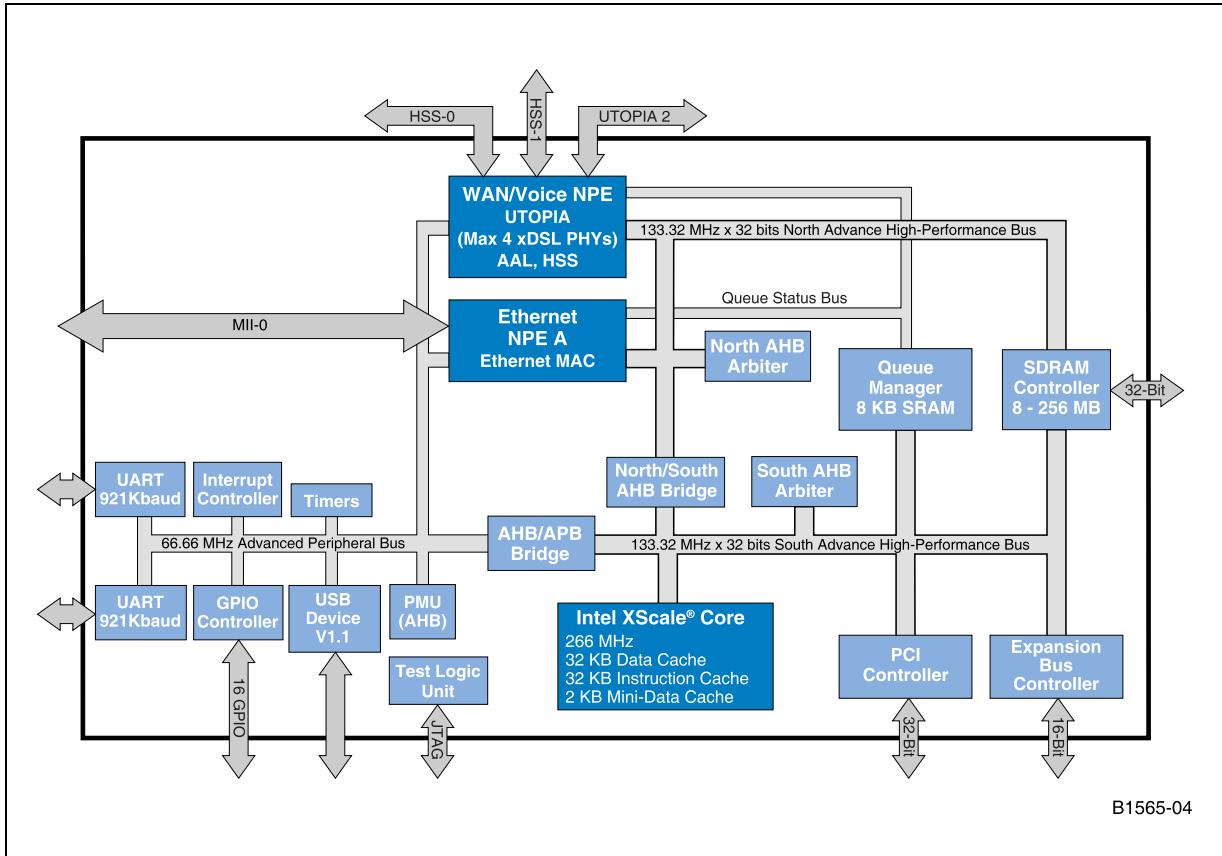 HSS-0
HSS-1
UTOPIA 2
WAN/Voice NPE
UTOPIA
(Max 4 xDSL PHYs)
AAL, HSS
133.32 MHz x 32 bits North Advance High-Performance Bus
Queue Status Bus
MII-0
Ethernet
NPE A
Ethernet MAC
North AHB
Arbiter
Queue
Manager
8 KB SRAM
SDRAM
Controller
8 - 256 MB
32-Bit
UART
921Kbaud
Interrupt
Controller
Timers
North/South
AHB Bridge
South AHB
Arbiter
66.66 MHz Advanced Peripheral Bus
AHB/APB
Bridge
133.32 MHz x 32 bits South Advance High-Performance Bus
UART
921Kbaud
GPIO
Controller
USB
Device
V1.1
PMU
(AHB)
Test Logic
Unit
Intel XScale® Core
266 MHz
32 KB Data Cache
32 KB Instruction Cache
2 KB Mini-Data Cache
PCI
Controller
Expansion
Bus
Controller
16 GPIO
JTAG
32-Bit
16-Bit
B1565-04